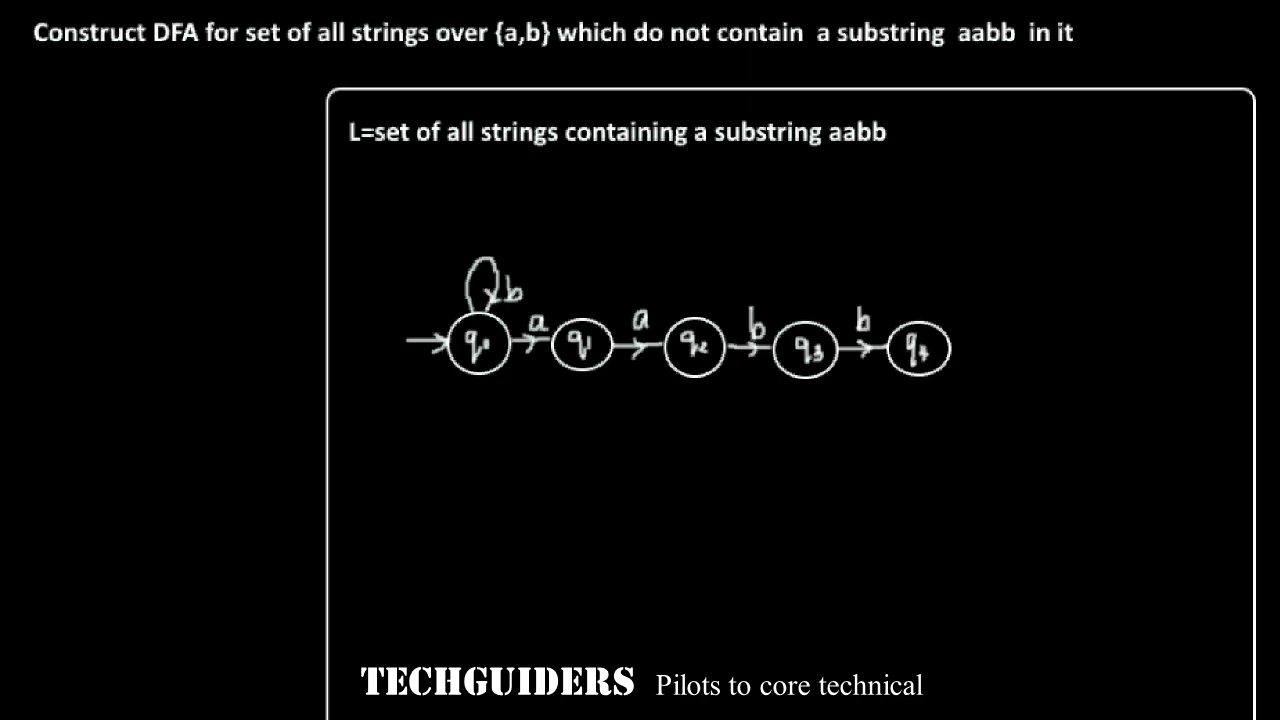 Construct DFA for set of all strings over {a,b} which do not contain a substring aabb in it
L=set of all strings containing a substring aabb
b
a a b b
q0 q1 q2 q3 q4
TECHGUIDERS Pilots to core technical